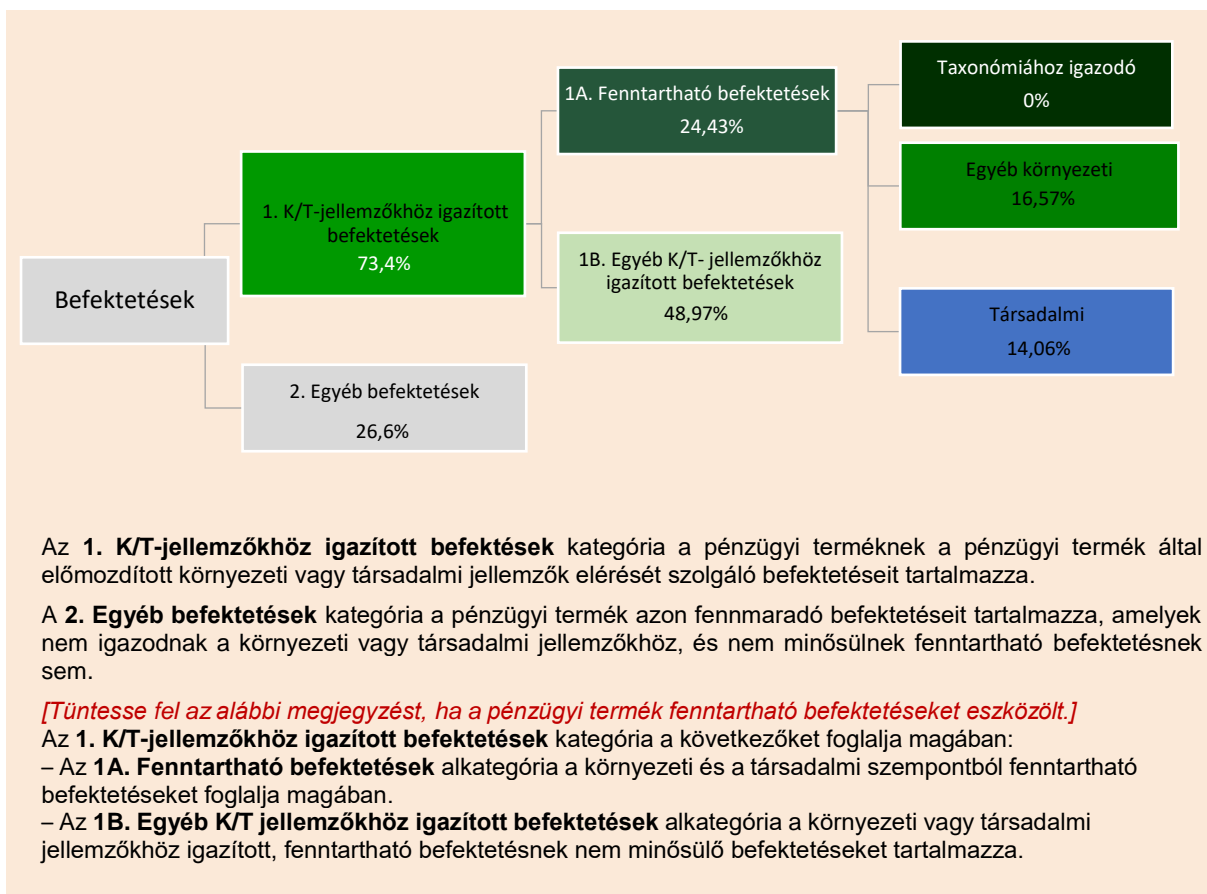 Befektetések
1. K/T-jellemzőkhöz igazított
befektetések
73,4%
2. Egyéb befektetések
26,6%
1A. Fenntartható befektetések
24,43%
1B. Egyéb K/T- jellemzőkhöz
igazított befektetések
48,97%
Taxonómiához igazodó
0%
Egyéb környezeti
16,57%
Társadalmi
14,06%
Az 1. K/T-jellemzőkhöz igazított befektések kategória a pénzügyi terméknek a pénzügyi termék által
előmozdított környezeti vagy társadalmi jellemzők elérését szolgáló befektetéseit tartalmazza.
A 2. Egyéb befektetések kategória a pénzügyi termék azon fennmaradó befektetéseit tartalmazza, amelyek
nem igazodnak a környezeti vagy társadalmi jellemzőkhöz, és nem minősülnek fenntartható befektetésnek
sem.
[Tüntesse fel az alábbi megjegyzést, ha a pénzügyi termék fenntartható befektetéseket eszközölt.]
Az 1. K/T-jellemzőkhöz igazított befektetések kategória a következőket foglalja magában:
– Az 1A. Fenntartható befektetések alkategória a környezeti és a társadalmi szempontból fenntartható
befektetéseket foglalja magában.
– Az 1B. Egyéb K/T jellemzőkhöz igazított befektetések alkategória a környezeti vagy társadalmi
jellemzőkhöz igazított, fenntartható befektetésnek nem minősülő befektetéseket tartalmazza.